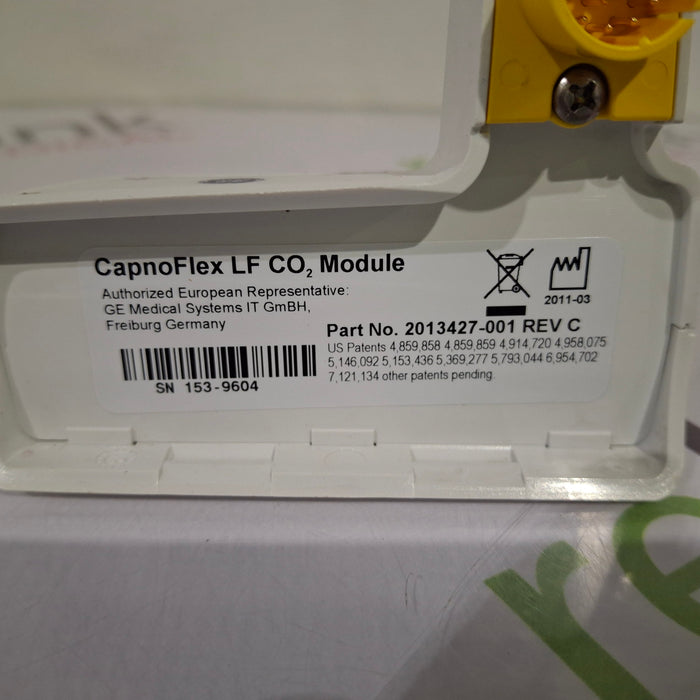 CapnoFlex LF CO₂ Module
Authorized European Representative:
GE Medical Systems IT GmBH,
Freiburg Germany
2011-03
Part No. 2013427-001 REV C
US Patents 4,859,858 4,859,859 4,914,720 4,958,075
5,146,092 5,153,436 5,369,277 5,793,044 6,954,702
7,121,134 other patents pending.
SN 153-9604
re